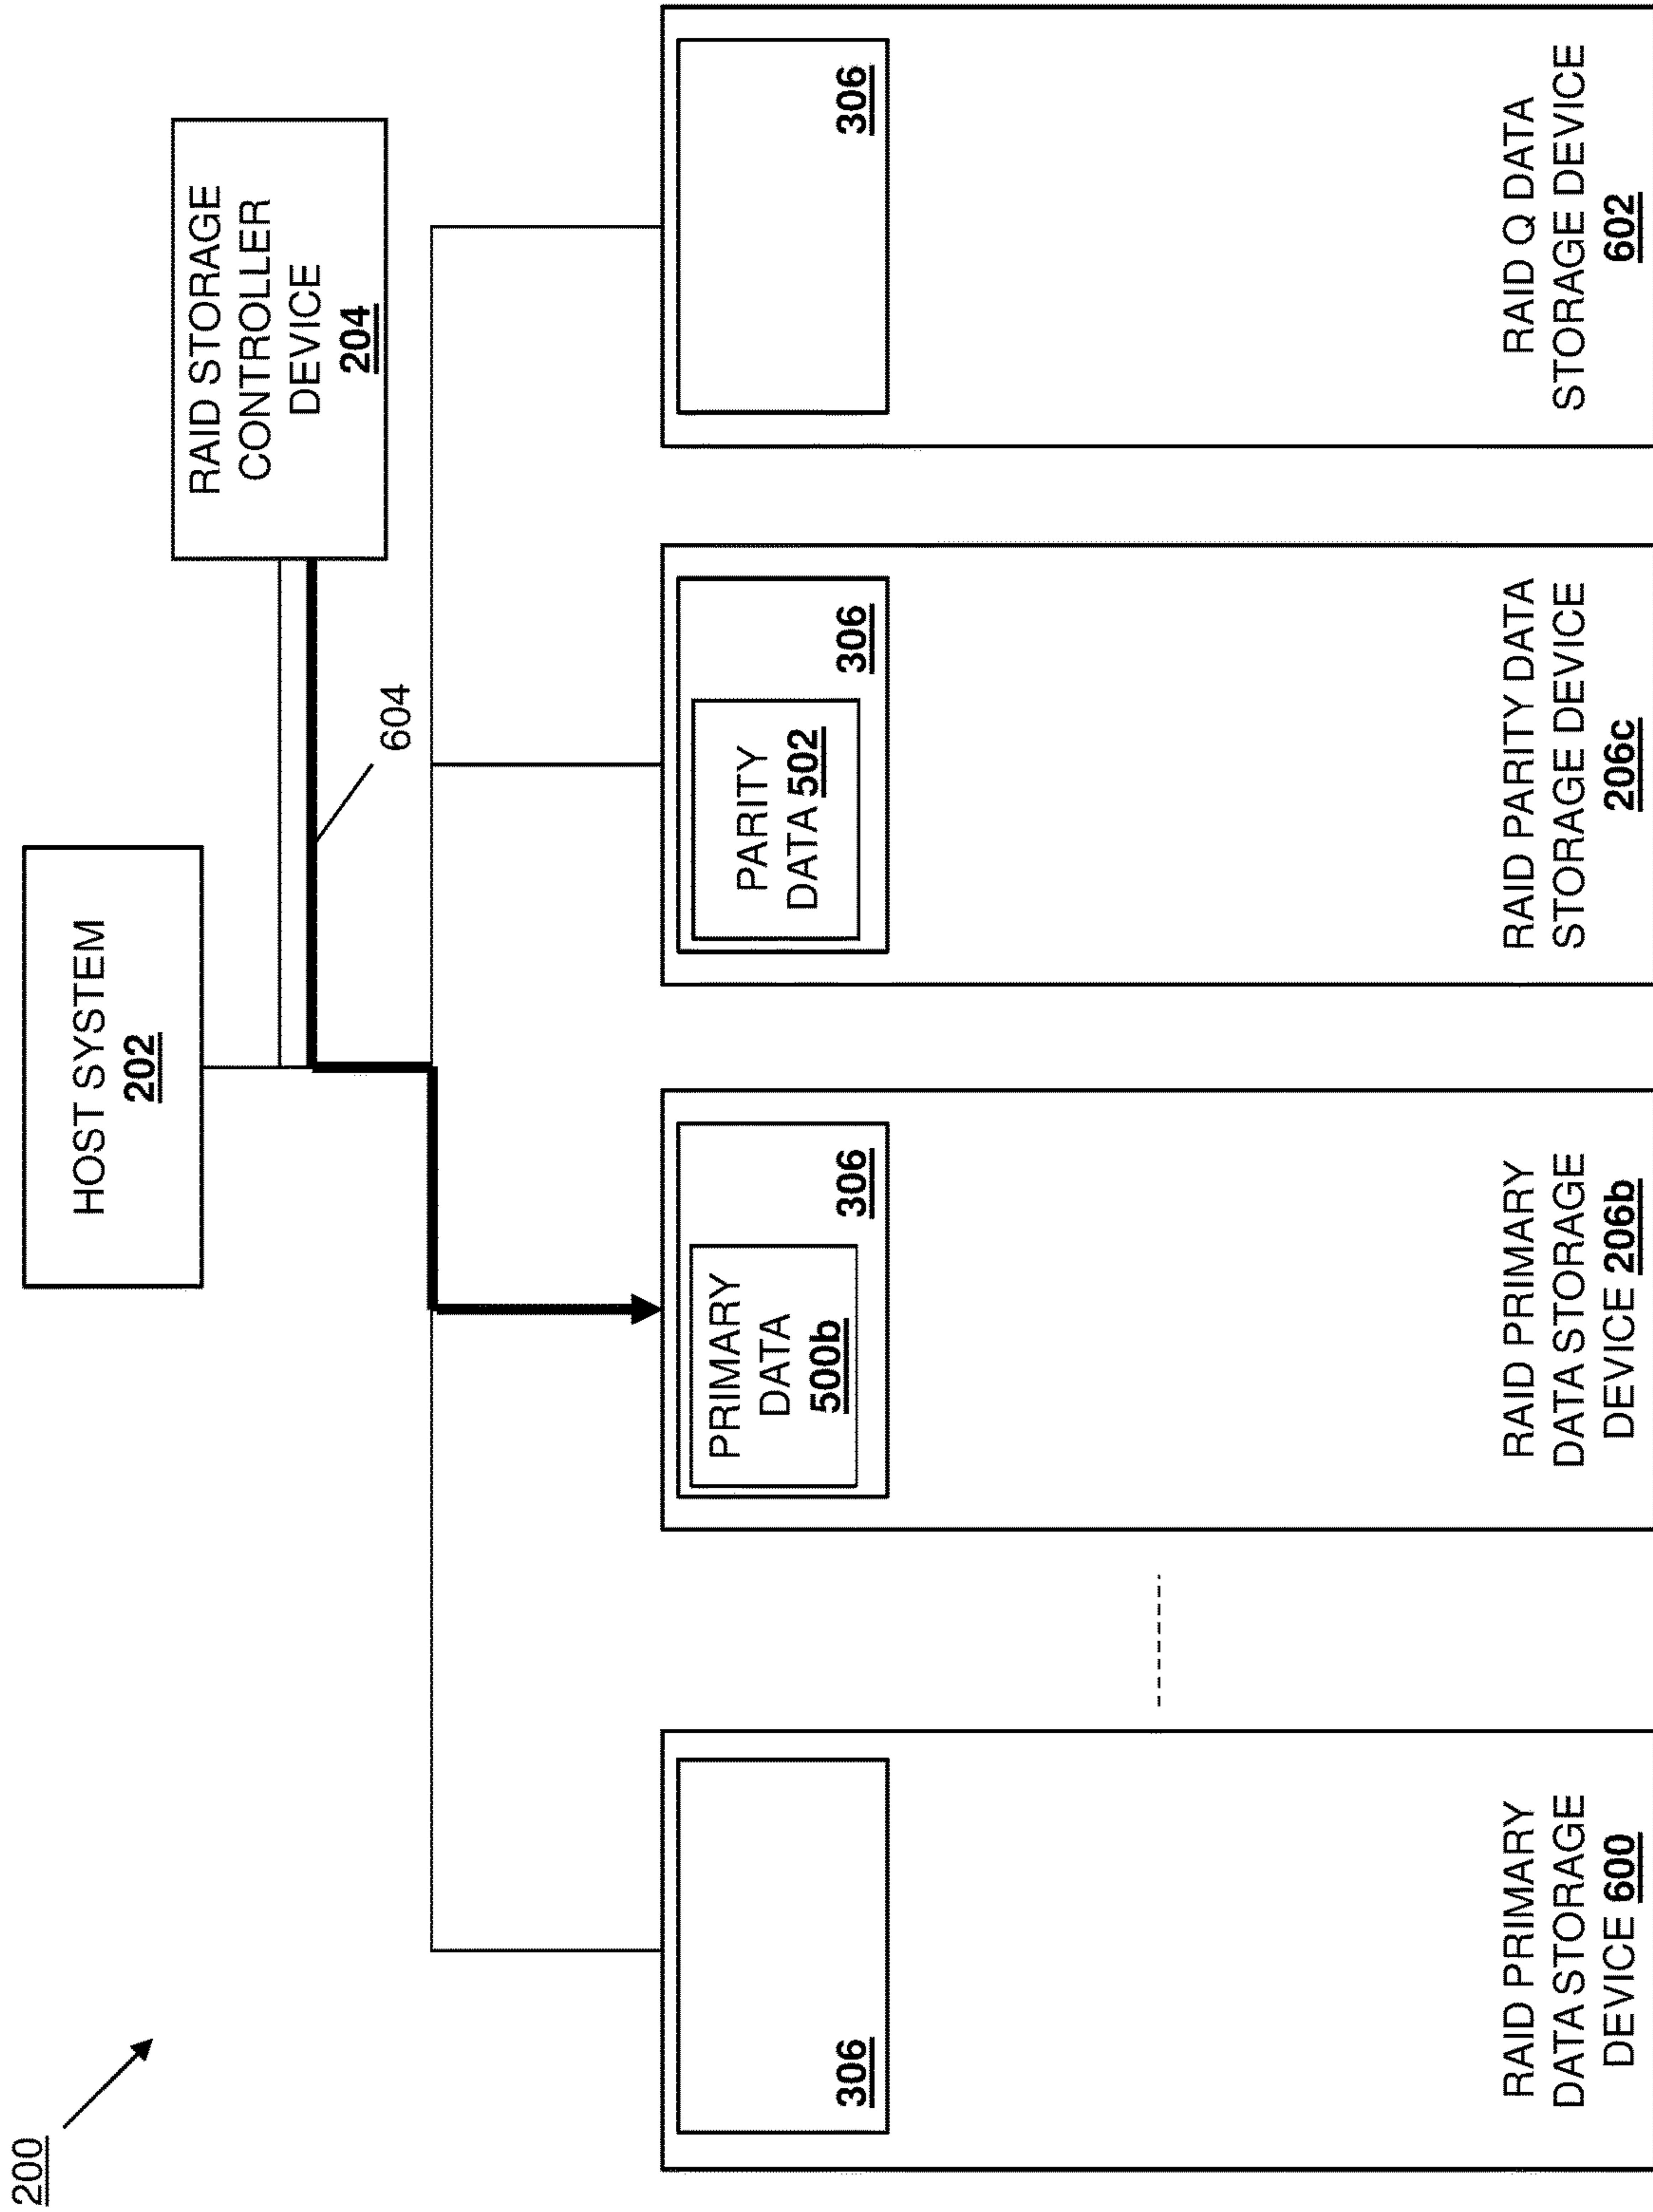 200
HOST SYSTEM
202
RAID STORAGE
CONTROLLER
DEVICE
204
604
306
RAID PRIMARY
DATA STORAGE
DEVICE 600
PRIMARY
DATA
500b
306
RAID PRIMARY
DATA STORAGE
DEVICE 206b
PARITY
DATA 502
306
RAID PARITY DATA
STORAGE DEVICE
206c
306
RAID Q DATA
STORAGE DEVICE
602